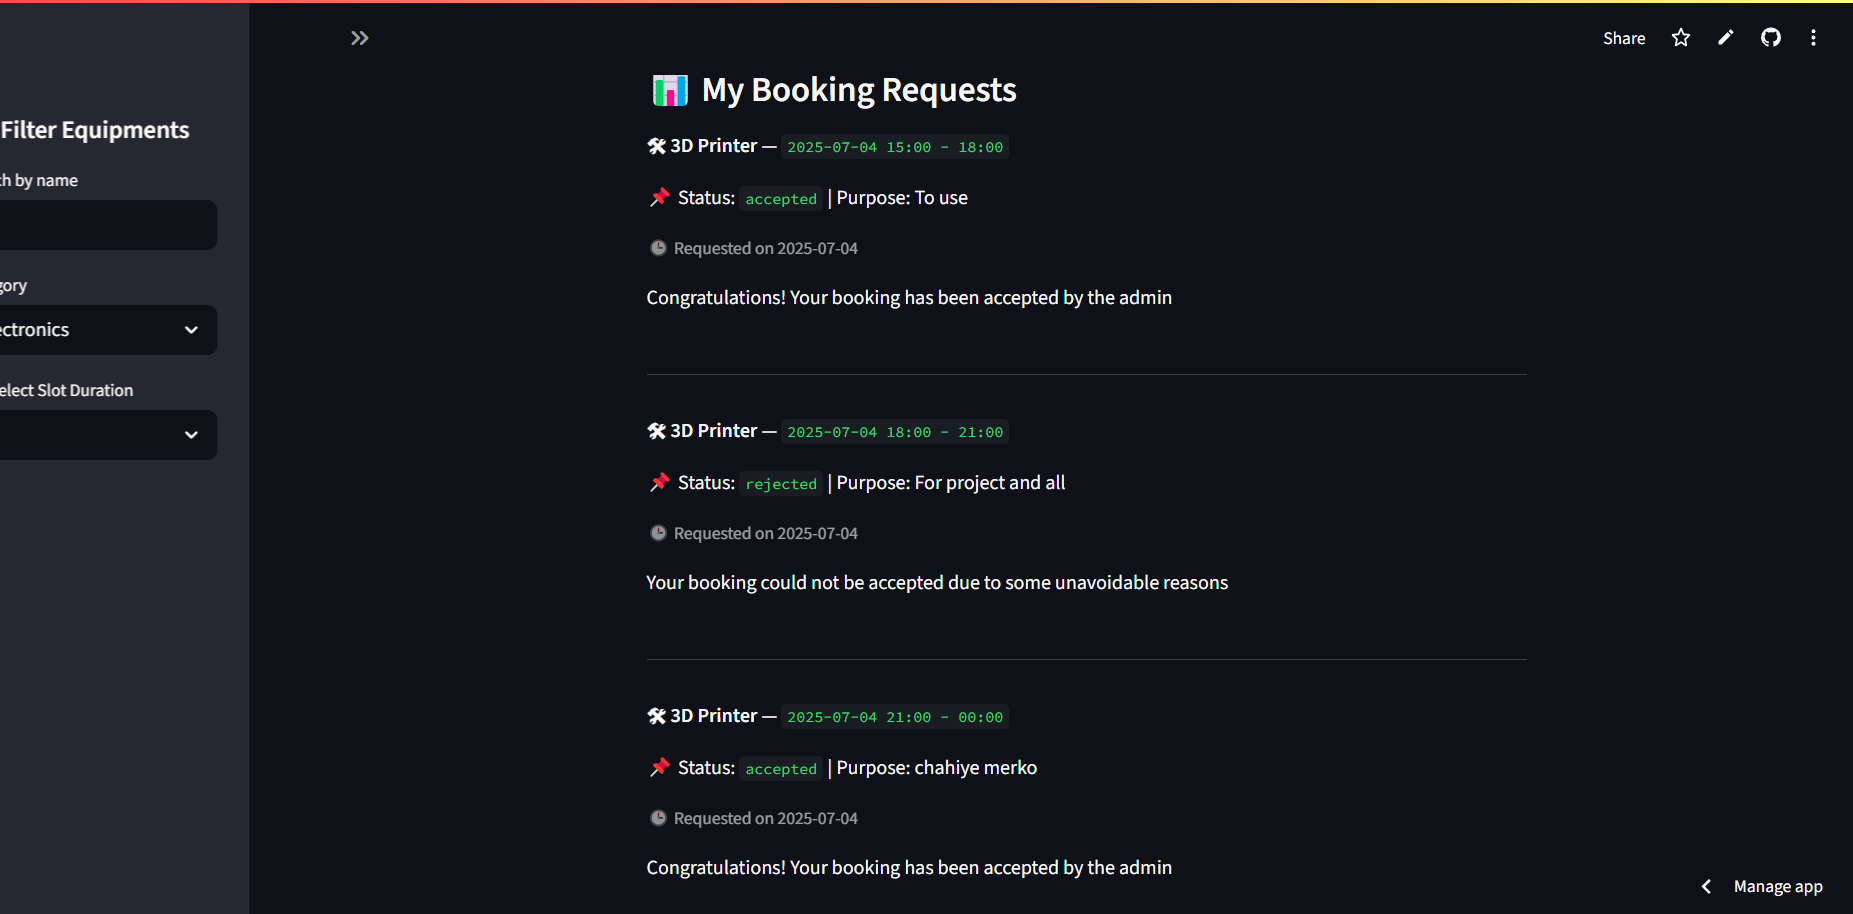 Share
Filter Equipments
ch by name
gory
ectronics
elect Slot Duration
My Booking Requests
3D Printer — 2025-07-04 15:00 - 18:00
Status: accepted | Purpose: To use
Requested on 2025-07-04
Congratulations! Your booking has been accepted by the admin
3D Printer — 2025-07-04 18:00 - 21:00
Status: rejected | Purpose: For project and all
Requested on 2025-07-04
Your booking could not be accepted due to some unavoidable reasons
3D Printer — 2025-07-04 21:00 - 00:00
Status: accepted | Purpose: chahiye merko
Requested on 2025-07-04
Congratulations! Your booking has been accepted by the admin
Manage app